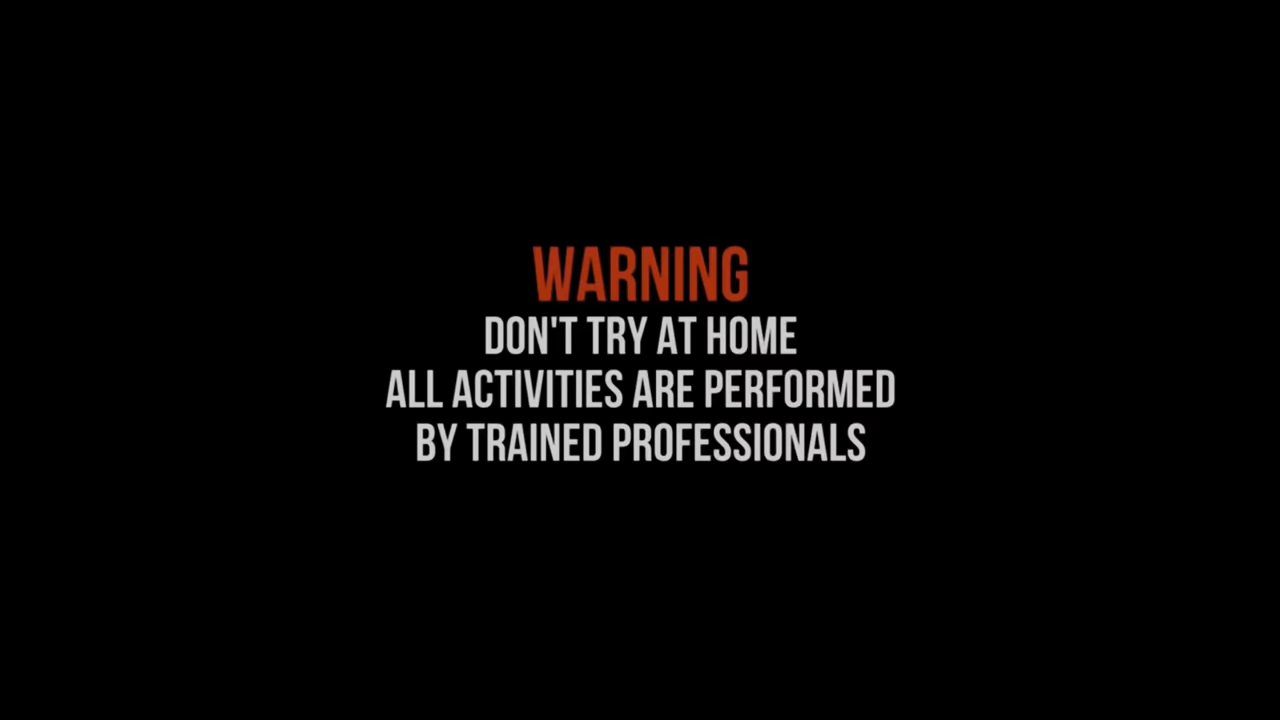 WARNING
DON'T TRY AT HOME
ALL ACTIVITIES ARE PERFORMED
BY TRAINED PROFESSIONALS